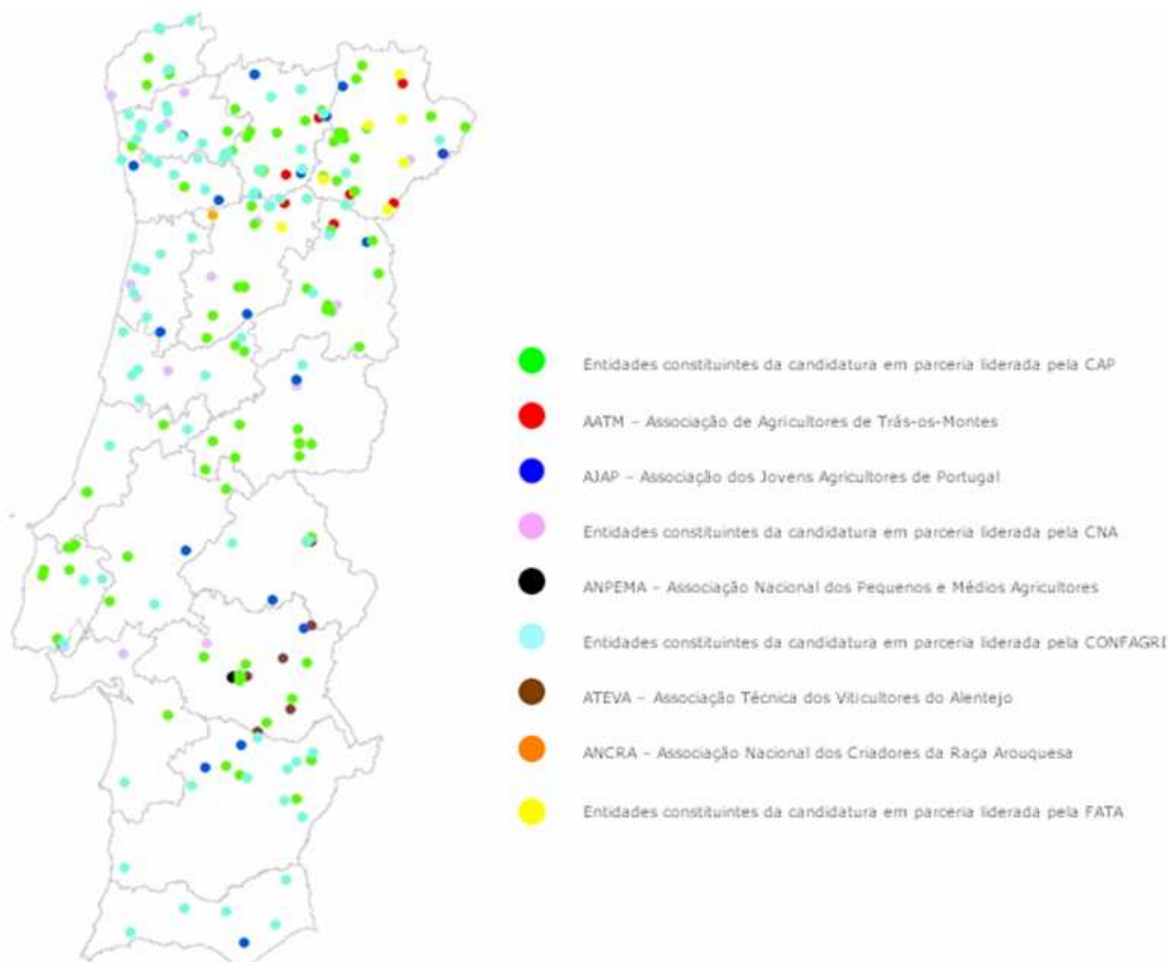 Entidades constituintes da candidatura em parceria liderada pela CAP
AATM – Associação de Agricultores de Trás-os-Montes
AJAP – Associação dos Jovens Agricultores de Portugal
Entidades constituintes da candidatura em parceria liderada pela CNA
ANPEMA – Associação Nacional dos Pequenos e Médios Agricultores
Entidades constituintes da candidatura em parceria liderada pela CONFAGRI
ATEVA – Associação Técnica dos Viticultores do Alentejo
ANCRA – Associação Nacional dos Criadores da Raça Arouquesa
Entidades constituintes da candidatura em parceria liderada pela FATA